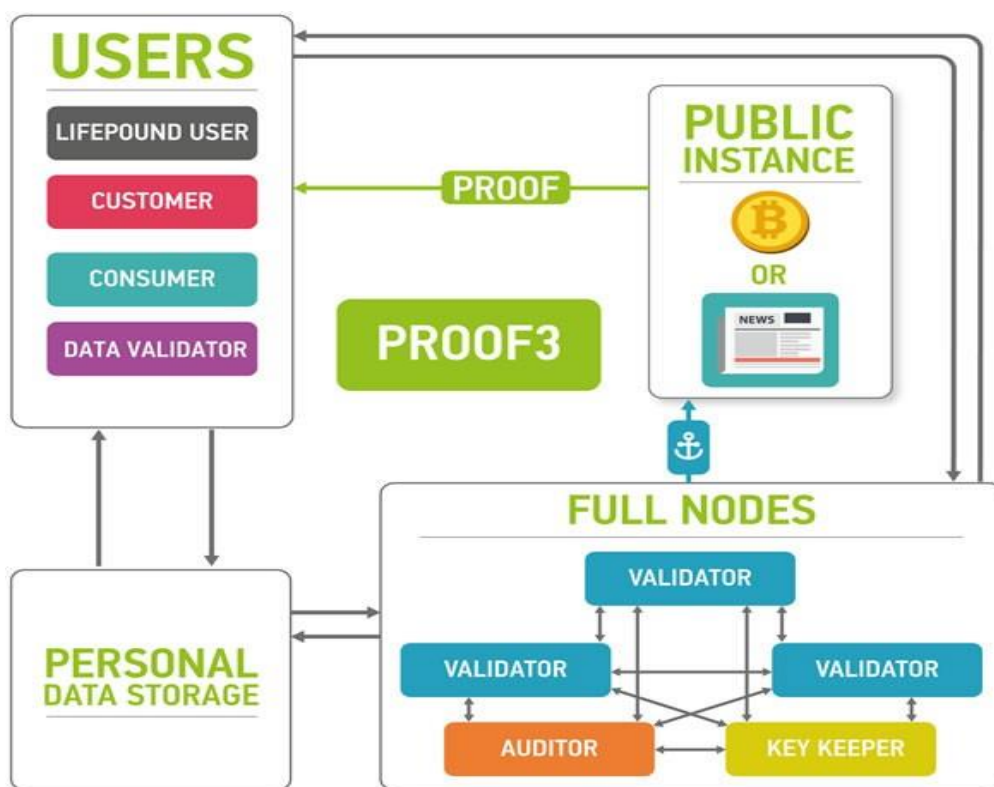 USERS
LIFEPOUND USER
CUSTOMER
CONSUMER
DATA VALIDATOR
PROOF
PUBLIC
INSTANCE
B
OR
NEWS
PROOF3
FULL NODES
VALIDATOR
VALIDATOR
VALIDATOR
AUDITOR
KEY KEEPER
PERSONAL
DATA STORAGE